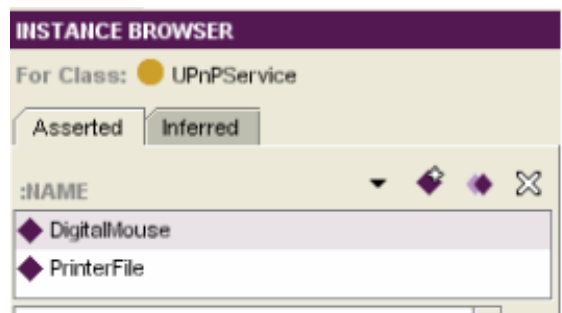 INSTANCE BROWSER
For Class: UPnPService
Asserted Inferred
:NAME
DigitalMouse
PrinterFile